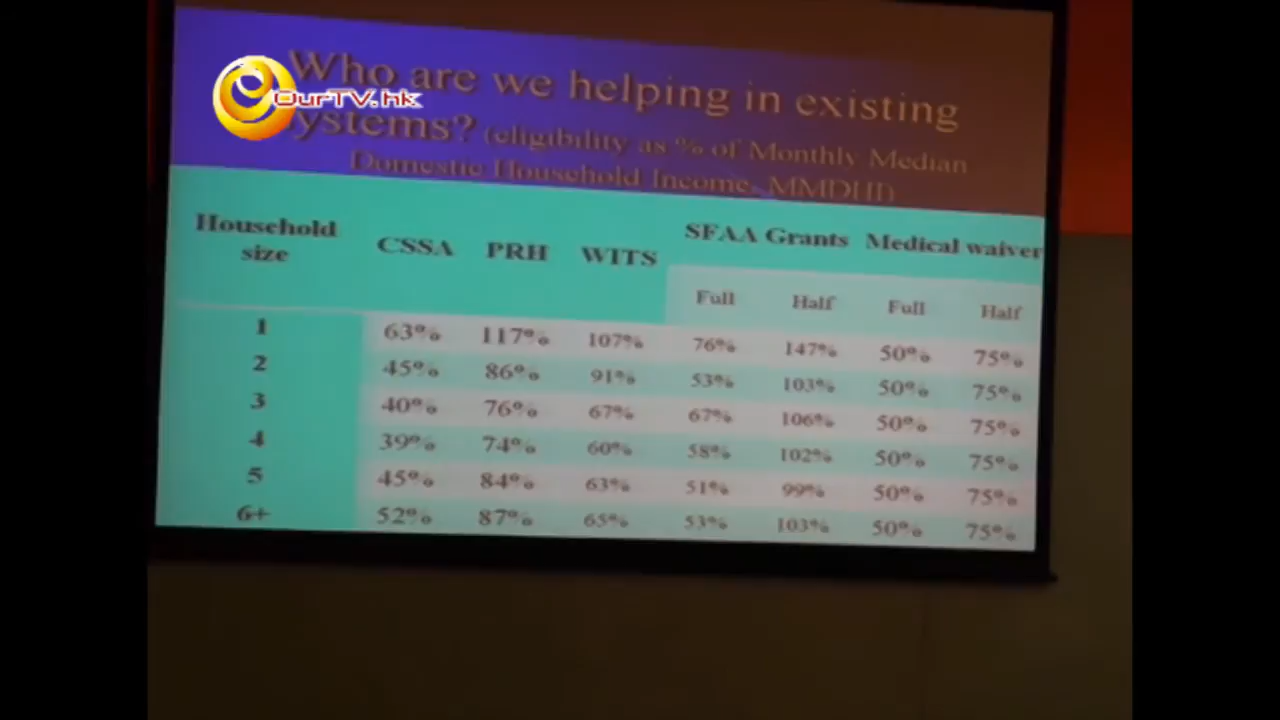 OurTV.hk
Who are we helping in existing
systems? (eligibility as % of Monthly Median
Domestic Household Income, MMDHI)
Household size CSSA PRH WITS SFAA Grants Medical waiver
Full Half Full Half
1 63% 117% 107% 76% 147% 50% 75%
2 45% 86% 91% 53% 103% 50% 75%
3 40% 76% 67% 67% 106% 50% 75%
4 39% 74% 60% 58% 102% 50% 75%
5 45% 84% 63% 51% 99% 50% 75%
6+ 52% 87% 65% 53% 103% 50% 75%